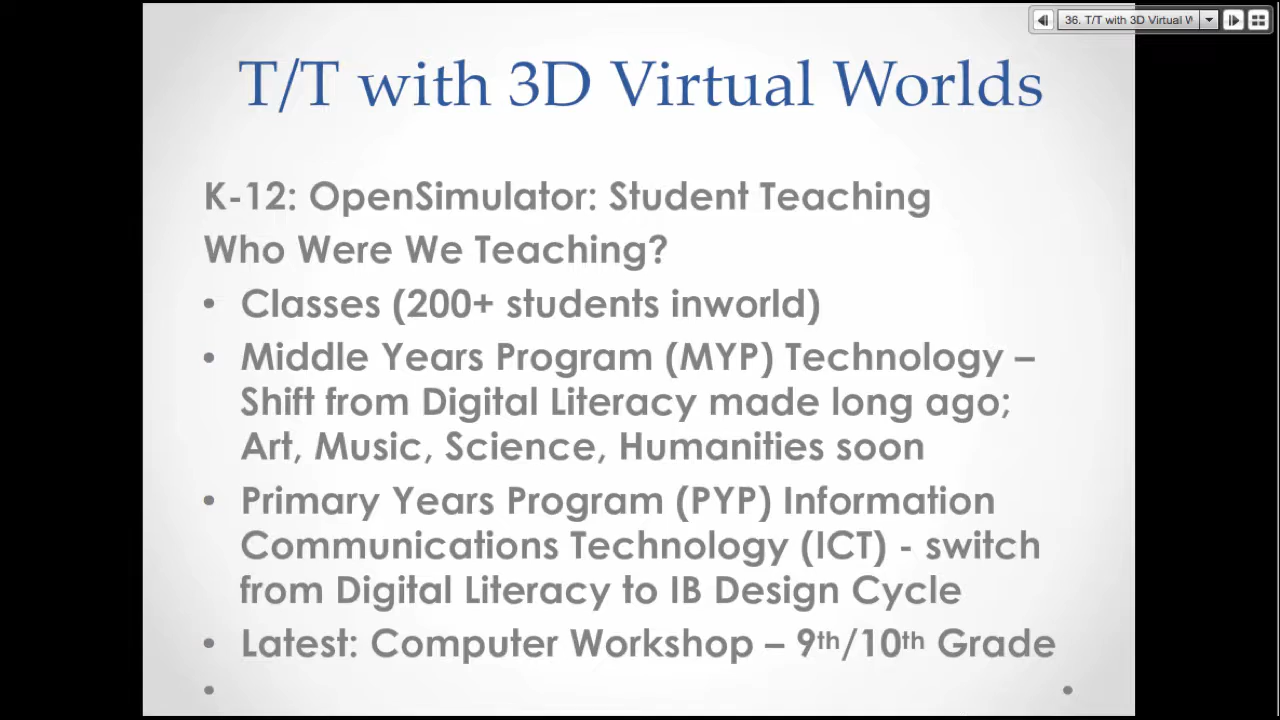 36. T/T with 3D Virtual W
T/T with 3D Virtual Worlds
K-12: OpenSimulator: Student Teaching
Who Were We Teaching?
• Classes (200+ students inworld)
• Middle Years Program (MYP) Technology –
Shift from Digital Literacy made long ago;
Art, Music, Science, Humanities soon
• Primary Years Program (PYP) Information
Communications Technology (ICT) - switch
from Digital Literacy to IB Design Cycle
• Latest: Computer Workshop – 9th/10th Grade